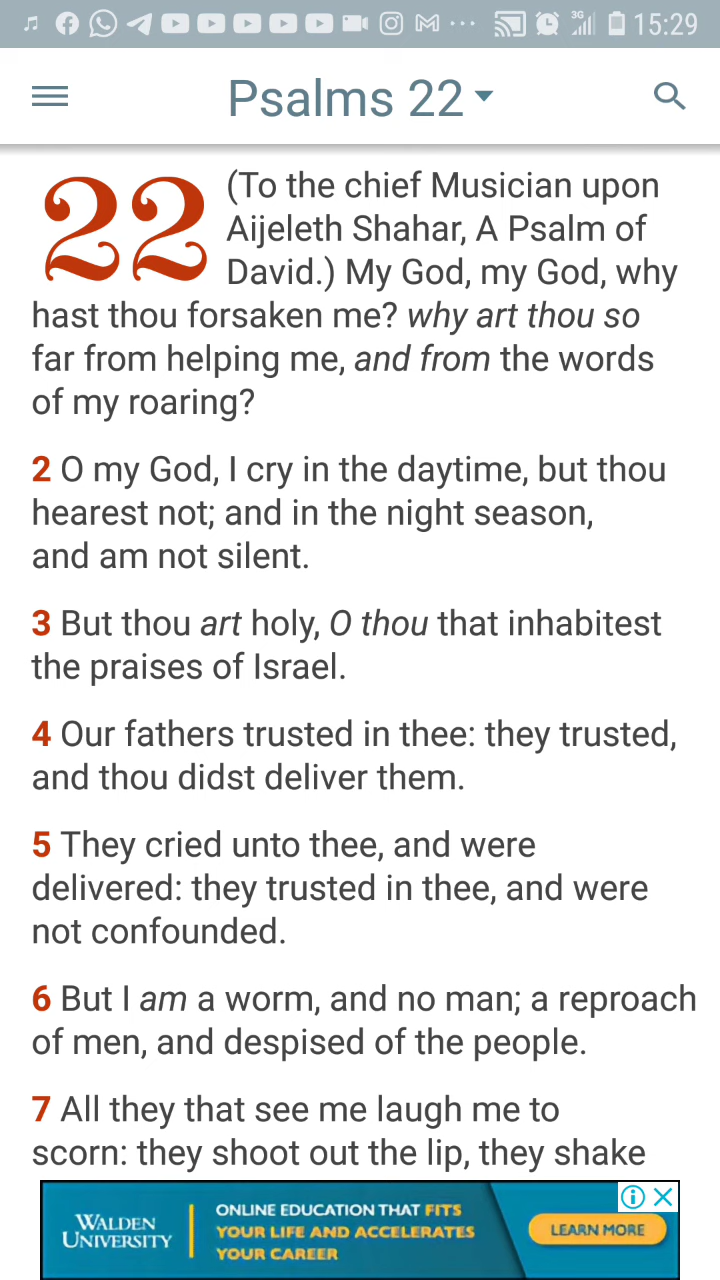 15:29
3G
Psalms 22
22 (To the chief Musician upon
Aijeleth Shahar, A Psalm of
David.) My God, my God, why
hast thou forsaken me? why art thou so
far from helping me, and from the words
of my roaring?
2 O my God, I cry in the daytime, but thou
hearest not; and in the night season,
and am not silent.
3 But thou art holy, O thou that inhabitest
the praises of Israel.
4 Our fathers trusted in thee: they trusted,
and thou didst deliver them.
5 They cried unto thee, and were
delivered: they trusted in thee, and were
not confounded.
6 But I am a worm, and no man; a reproach
of men, and despised of the people.
7 All they that see me laugh me to
scorn: they shoot out the lip, they shake
WALDEN
UNIVERSITY
ONLINE EDUCATION THAT FITS
YOUR LIFE AND ACCELERATES
YOUR CAREER
LEARN MORE